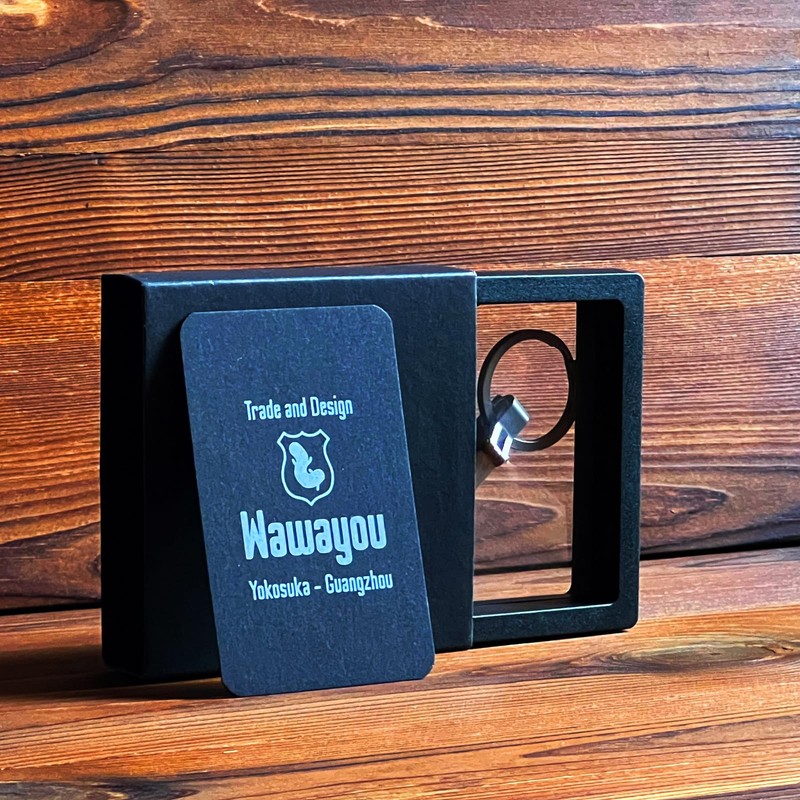 Trade and Design
Wawayou
Yokosuka - Guangzhou